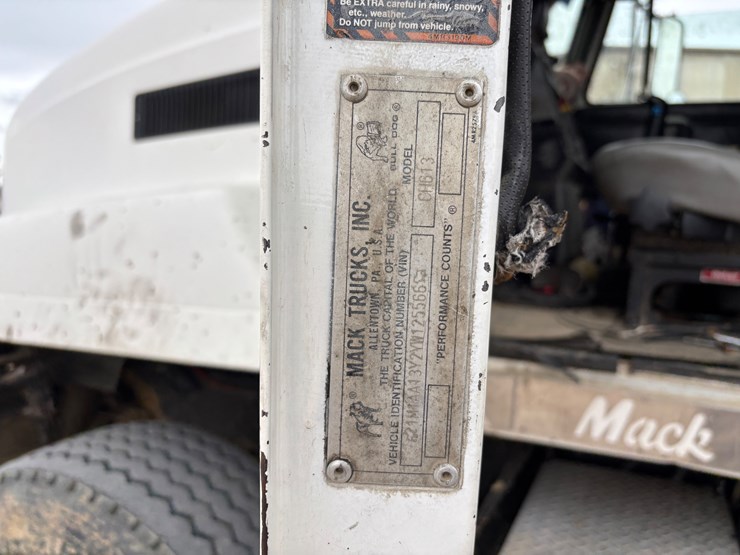 Be EXTRA careful in rainy, snowy,
etc., weather.
Do NOT jump from vehicle.
BULL DOG ®
MACK TRUCKS, INC.
ALLENTOWN, PA., U.S.A.
THE TRUCK CAPITAL OF THE WORLD
MODEL
CH613
VEHICLE IDENTIFICATION NUMBER (VIN)
"PERFORMANCE COUNTS" ®
Mack